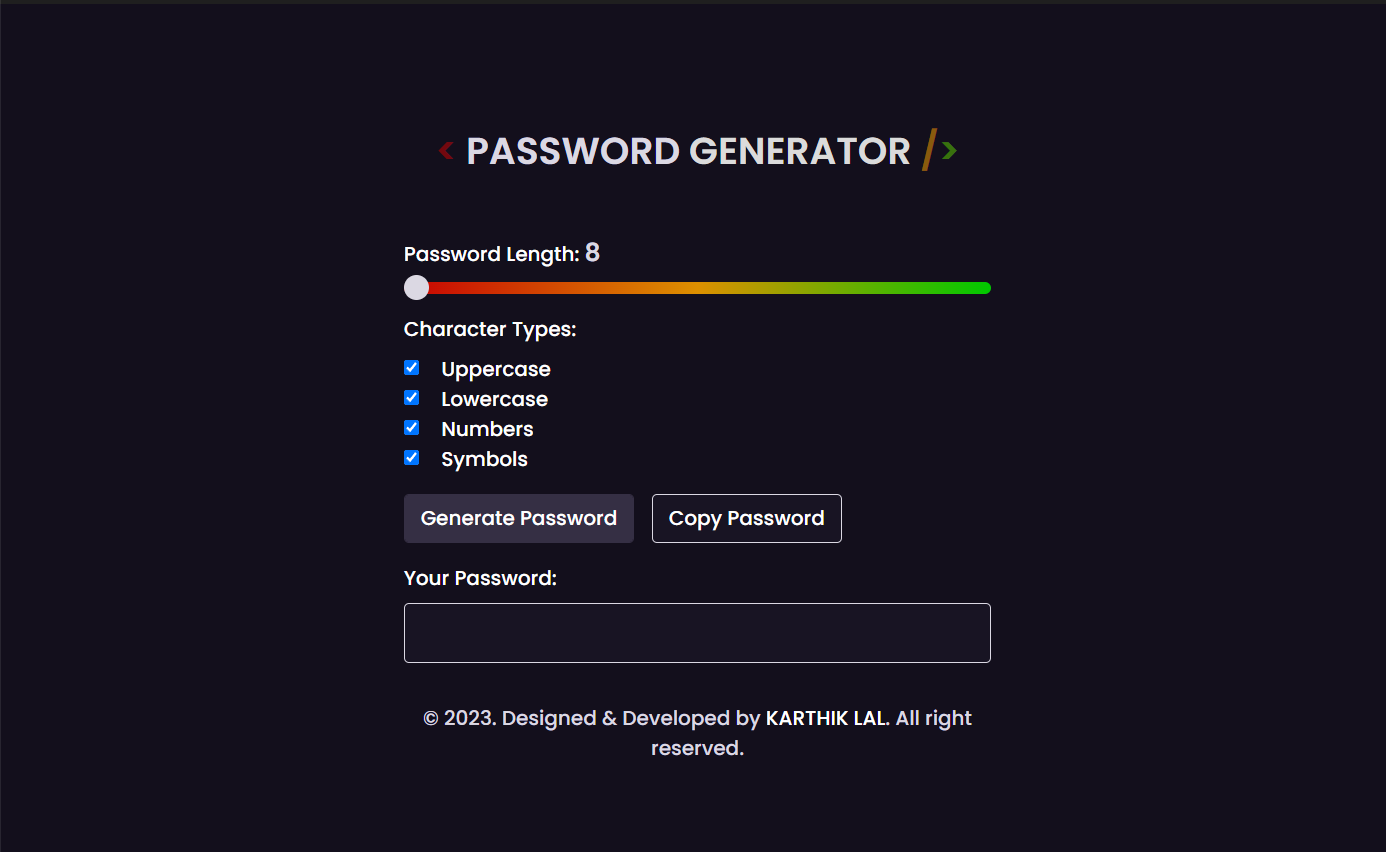 < PASSWORD GENERATOR />
Password Length: 8
Character Types:
Uppercase
Lowercase
Numbers
Symbols
Generate Password
Copy Password
Your Password:
© 2023. Designed & Developed by KARTHIK LAL. All right
reserved.